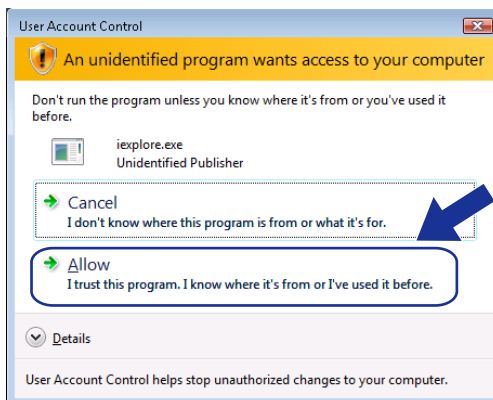 User Account Control
An unidentified program wants access to your computer
Don't run the program unless you know where it's from or you've used it
before.
iexplore.exe
Unidentified Publisher
Cancel
I don't know where this program is from or what it's for.
Allow
I trust this program. I know where it's from or I've used it before.
Details
User Account Control helps stop unauthorized changes to your computer.